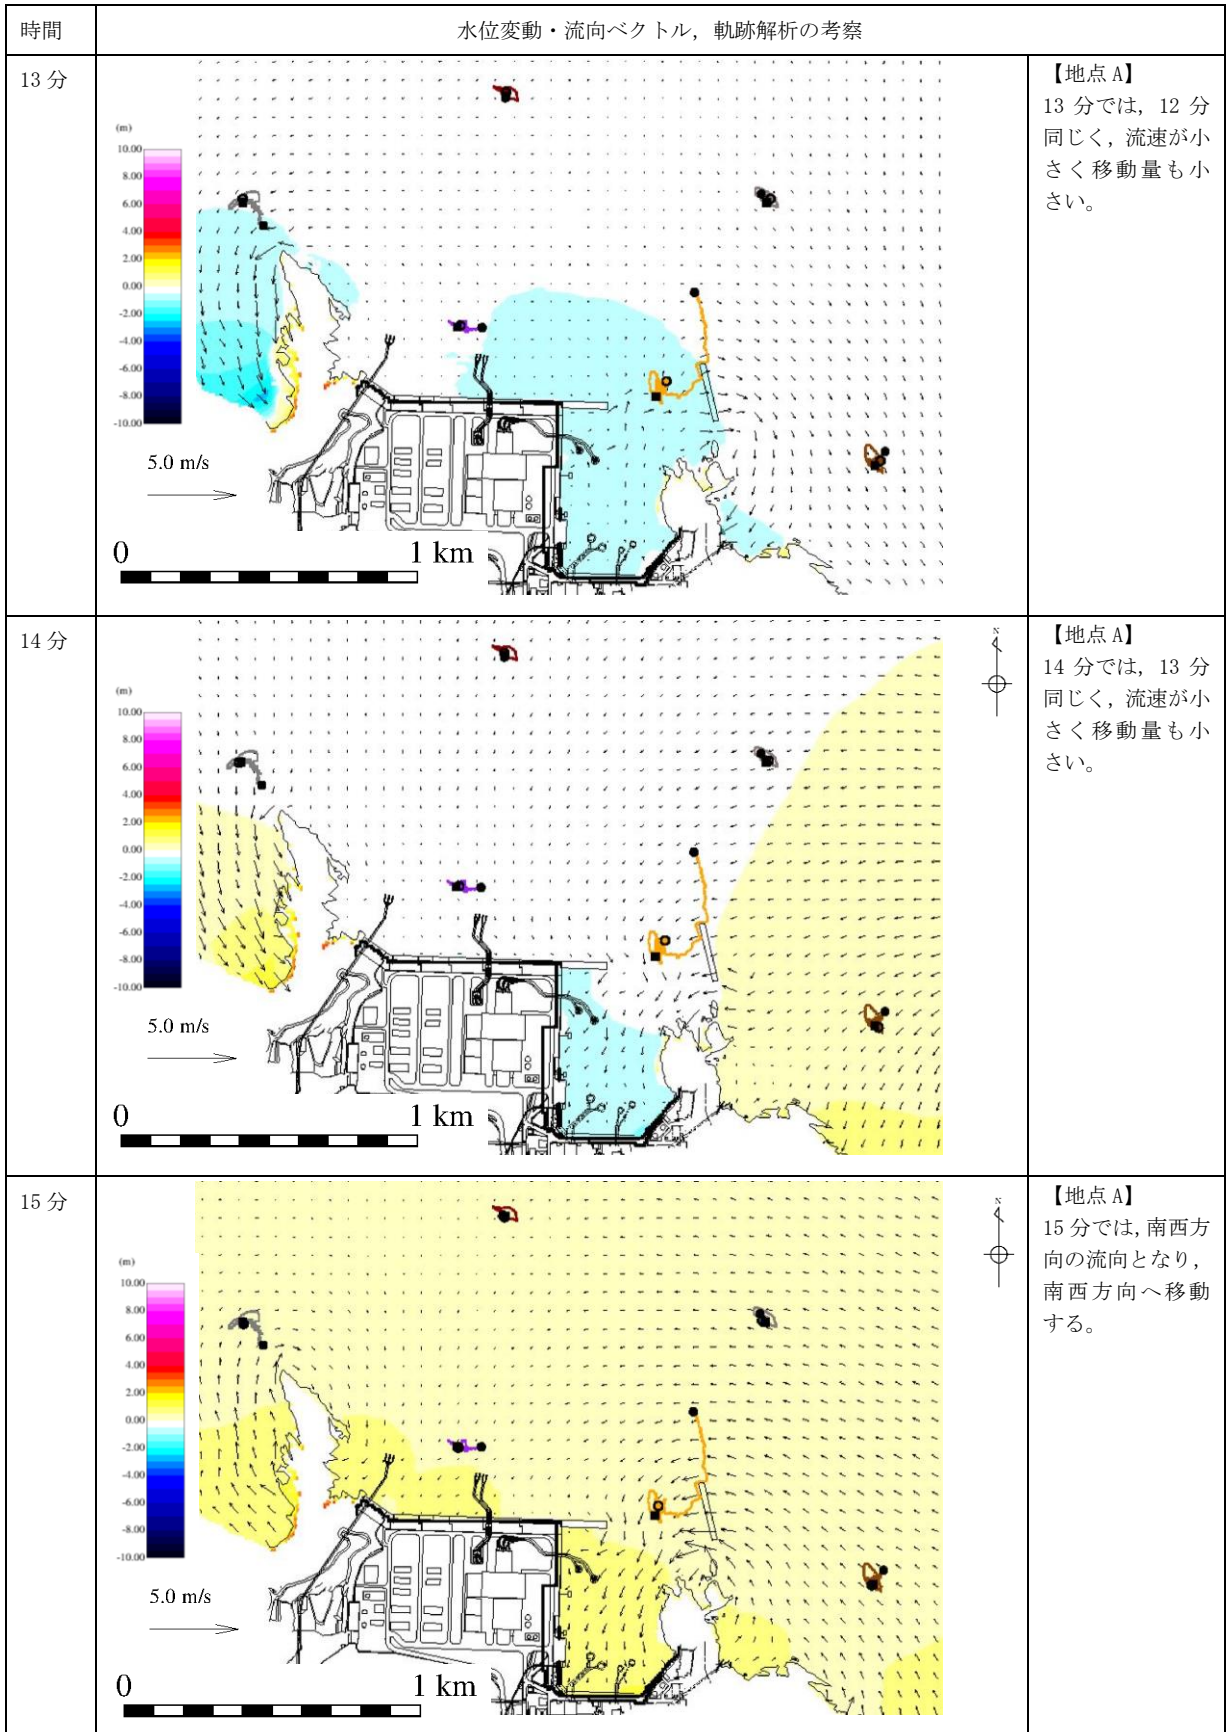 時間
水位変動・流向ベクトル，軌跡解析の考察
13 分
(m)
10.00
8.00
6.00
4.00
2.00
0.00
-2.00
-4.00
-6.00
-8.00
-10.00
5.0 m/s
0 1 km
【地点 A】
13 分では，12 分
同じく，流速が小
さく移動量も小
さい。
14 分
(m)
10.00
8.00
6.00
4.00
2.00
0.00
-2.00
-4.00
-6.00
-8.00
-10.00
5.0 m/s
0 1 km
N
【地点 A】
14 分では，13 分
同じく，流速が小
さく移動量も小
さい。
15 分
(m)
10.00
8.00
6.00
4.00
2.00
0.00
-2.00
-4.00
-6.00
-8.00
-10.00
5.0 m/s
0 1 km
N
【地点 A】
15 分では，南西方
向の流向となり，
南西方向へ移動
する。